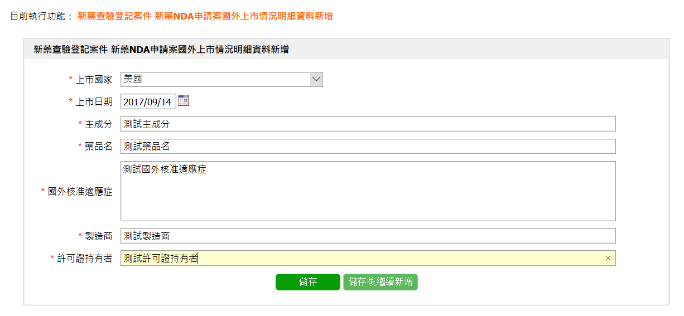 目前執行功能： 新藥查驗登記案件 新藥NDA申請案國外上市情況明細資料新增
新藥查驗登記案件 新藥NDA申請案國外上市情況明細資料新增
* 上市國家 美國
* 上市日期 2017/09/14
* 主成分 測試主成分
* 藥品名 測試藥品名
* 國外核准適應症 測試國外核准適應症
* 製造商 測試製造商
* 許可證持有者 測試許可證持有者 ×
儲存 儲存後繼續新增